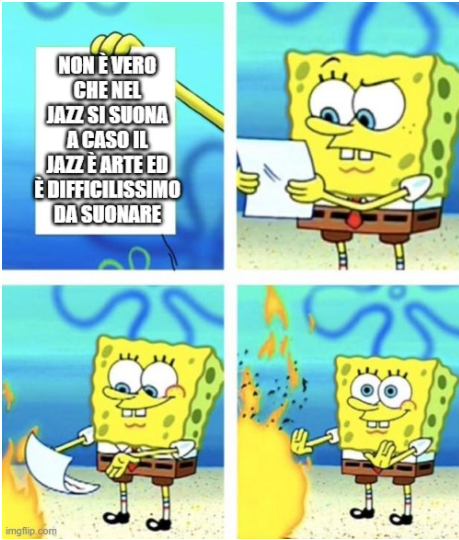 NON È VERO
CHE NEL
JAZZ SI SUONA
A CASO IL
JAZZ È ARTE ED
È DIFFICILISSIMO
DA SUONARE
imgflip.com